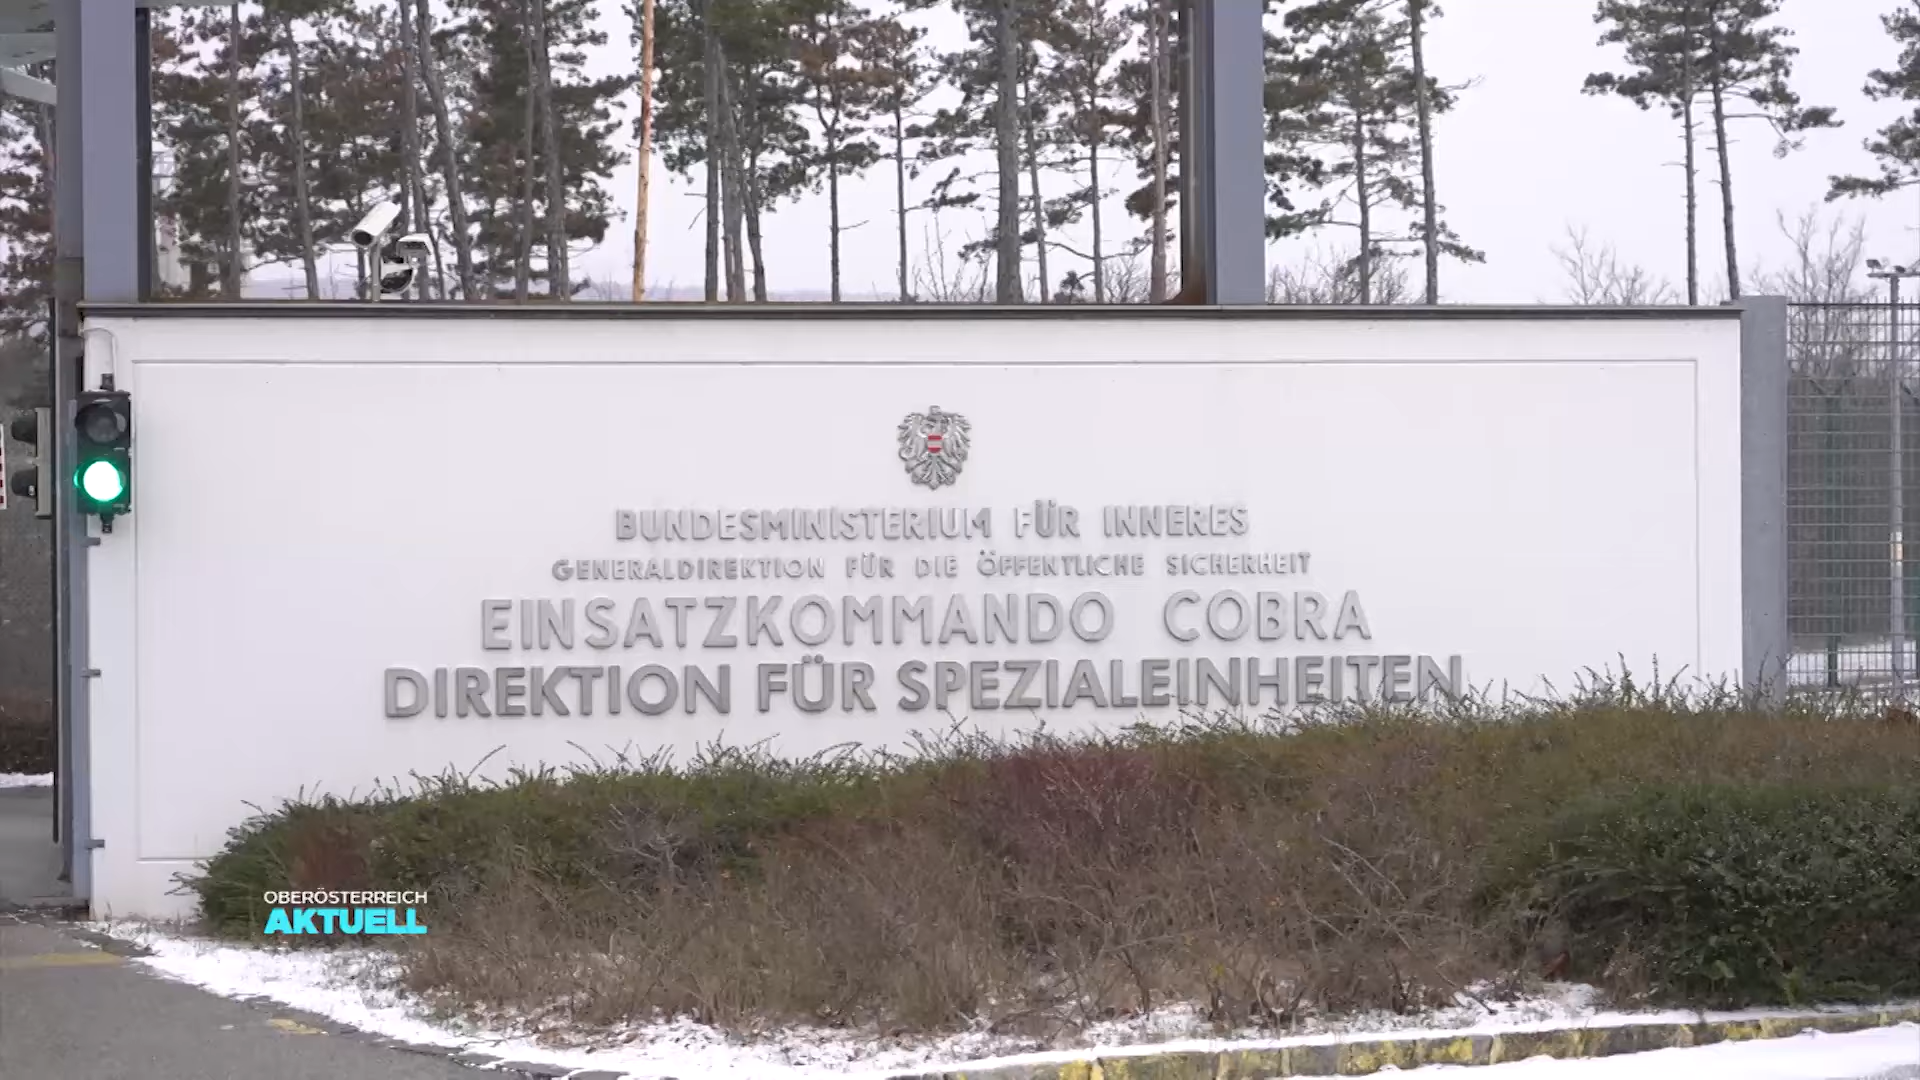 BUNDESMINISTERIUM FÜR INNERES
GENERALDIREKTION FÜR DIE ÖFFENTLICHE SICHERHEIT
EINSATZKOMMANDO COBRA
DIREKTION FÜR SPEZIALEINHEITEN
OBERÖSTERREICH
AKTUELL